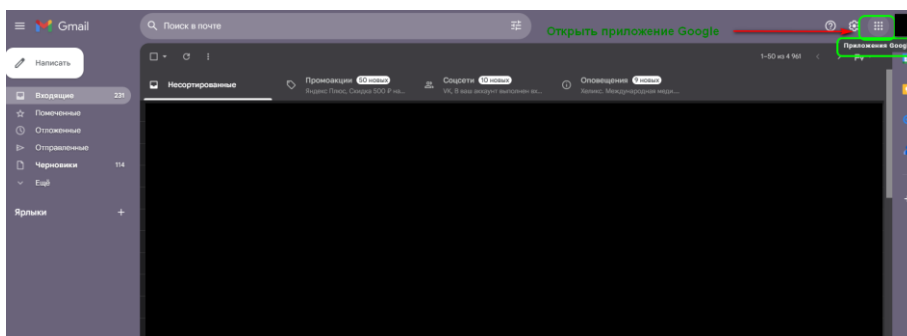 Gmail
Поиск в почте
Открыть приложение Google
Приложения Goog
Написать
1–50 из 4 961
Ру
Несортированные
Промоакции 50 новых
Яндекс Плюс, Скидка 500 ₽ на...
Соцсети 10 новых
VK, В ваш аккаунт выполнен вх...
Оповещения 9 новых
Хеликс. Международная меди...
Входящие 231
Помеченные
Отложенные
Отправленные
Черновики 114
Ещё
Ярлыки